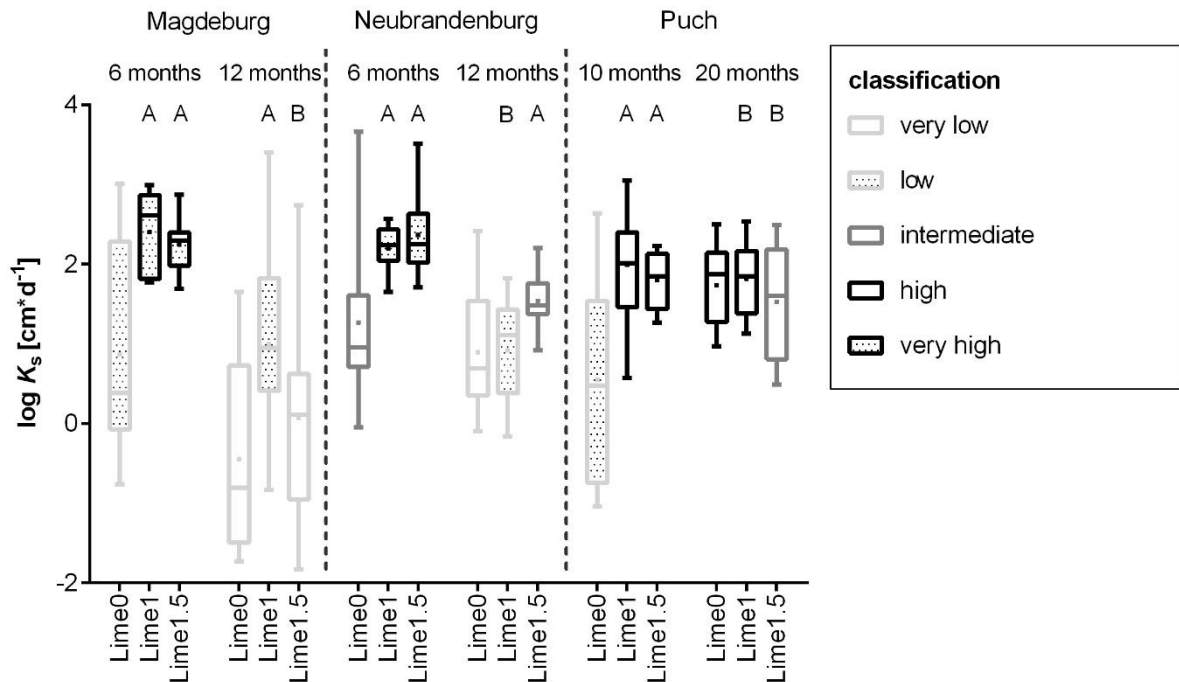 Magdeburg Neubrandenburg Puch
6 months 12 months 6 months 12 months 10 months 20 months
A A A B A A B A A A B B
4
2
0
-2
log Ks [cm*d-1]
Lime0 Lime1 Lime1.5 Lime0 Lime1 Lime1.5 Lime0 Lime1 Lime1.5 Lime0 Lime1 Lime1.5 Lime0 Lime1 Lime1.5 Lime0 Lime1 Lime1.5
classification
very low
low
intermediate
high
very high